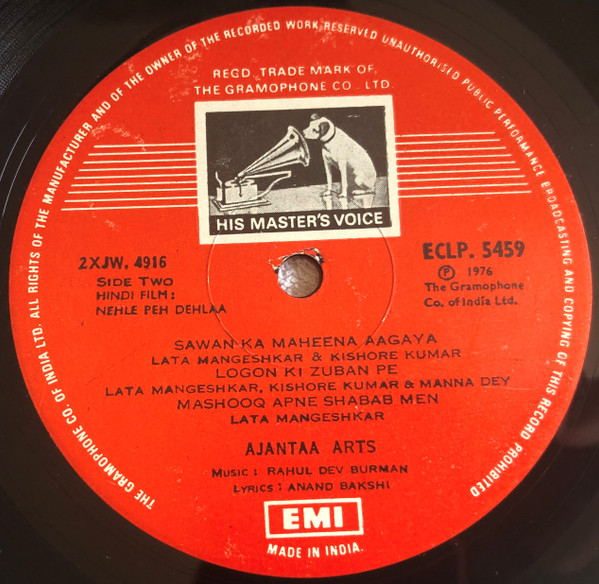 THE GRAMOPHONE CO. OF INDIA LTD. ALL RIGHTS OF THE MANUFACTURER AND OF THE OWNER OF THE RECORDED WORK RESERVED UNAUTHORISED PUBLIC PERFORMANCE BROADCASTING AND COPYING OF THIS RECORD PROHIBITED
REGD. TRADE MARK OF
THE GRAMOPHONE CO. LTD.
HIS MASTER'S VOICE
2XJW. 4916
SIDE TWO
HINDI FILM:
NEHLE PEH DEHLAA
ECLP. 5459
Ⓟ 1976
The Gramophone
Co. of India Ltd.
SAWAN KA MAHEENA AAGAYA
LATA MANGESHKAR & KISHORE KUMAR
LOGON KI ZUBAN PE
LATA MANGESHKAR, KISHORE KUMAR & MANNA DEY
MASHOOQ APNE SHABAB MEN
LATA MANGESHKAR
AJANTAA ARTS
MUSIC: RAHUL DEV BURMAN
LYRICS: ANAND BAKSHI
EMI
MADE IN INDIA.